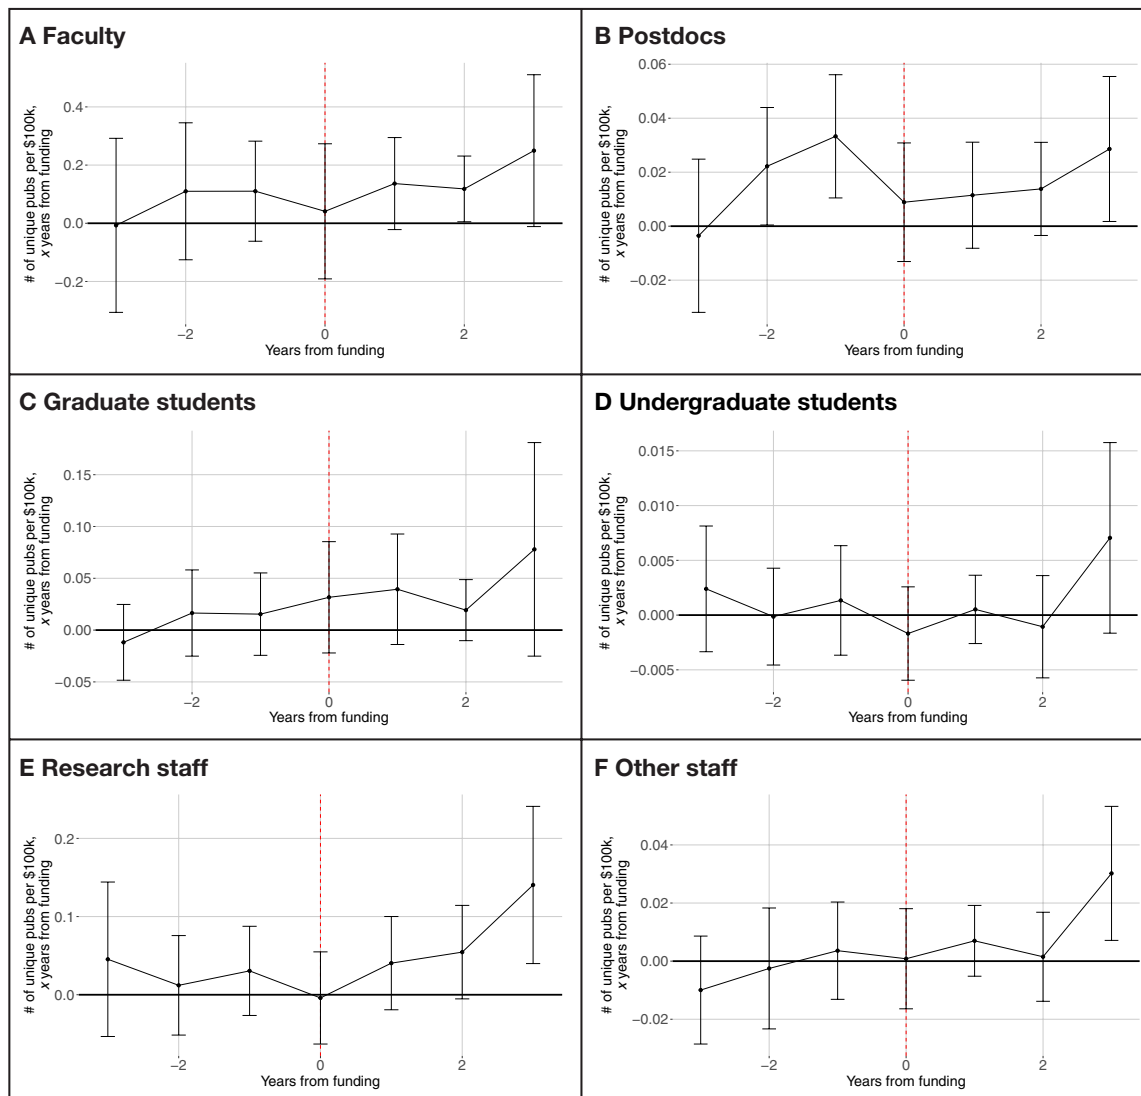 A Faculty
# of unique pubs per $100k,
x years from funding
0.4
0.2
0.0
−0.2
−2
0
2
Years from funding
B Postdocs
# of unique pubs per $100k,
x years from funding
0.06
0.04
0.02
0.00
−0.02
−2
0
2
Years from funding
C Graduate students
# of unique pubs per $100k,
x years from funding
0.15
0.10
0.05
0.00
−0.05
−2
0
2
Years from funding
D Undergraduate students
# of unique pubs per $100k,
x years from funding
0.015
0.010
0.005
0.000
−0.005
−2
0
2
Years from funding
E Research staff
# of unique pubs per $100k,
x years from funding
0.2
0.1
0.0
−2
0
2
Years from funding
F Other staff
# of unique pubs per $100k,
x years from funding
0.04
0.02
0.00
−0.02
−2
0
2
Years from funding